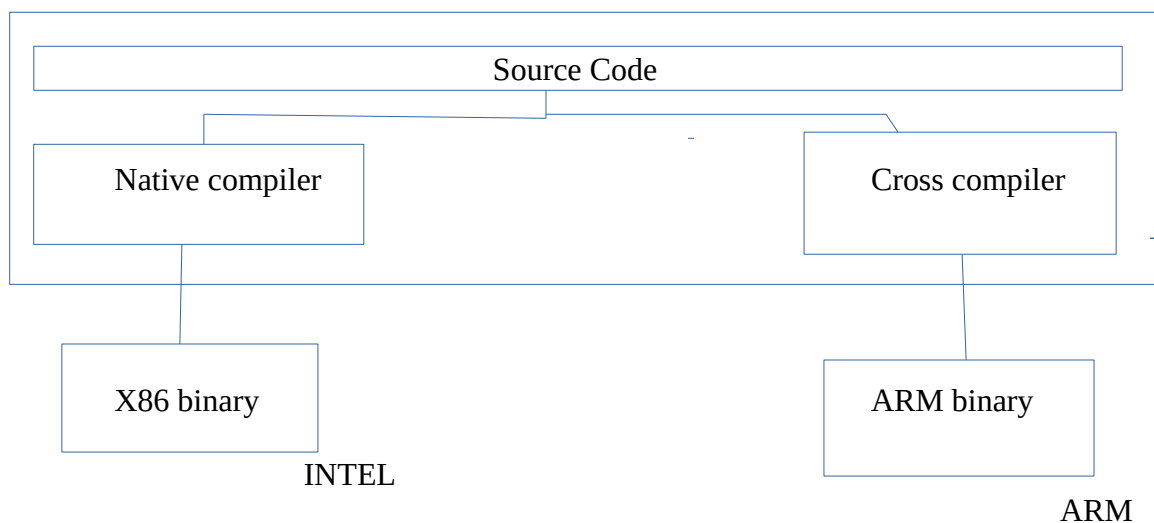 Source Code
Native compiler
Cross compiler
X86 binary
ARM binary
INTEL
ARM